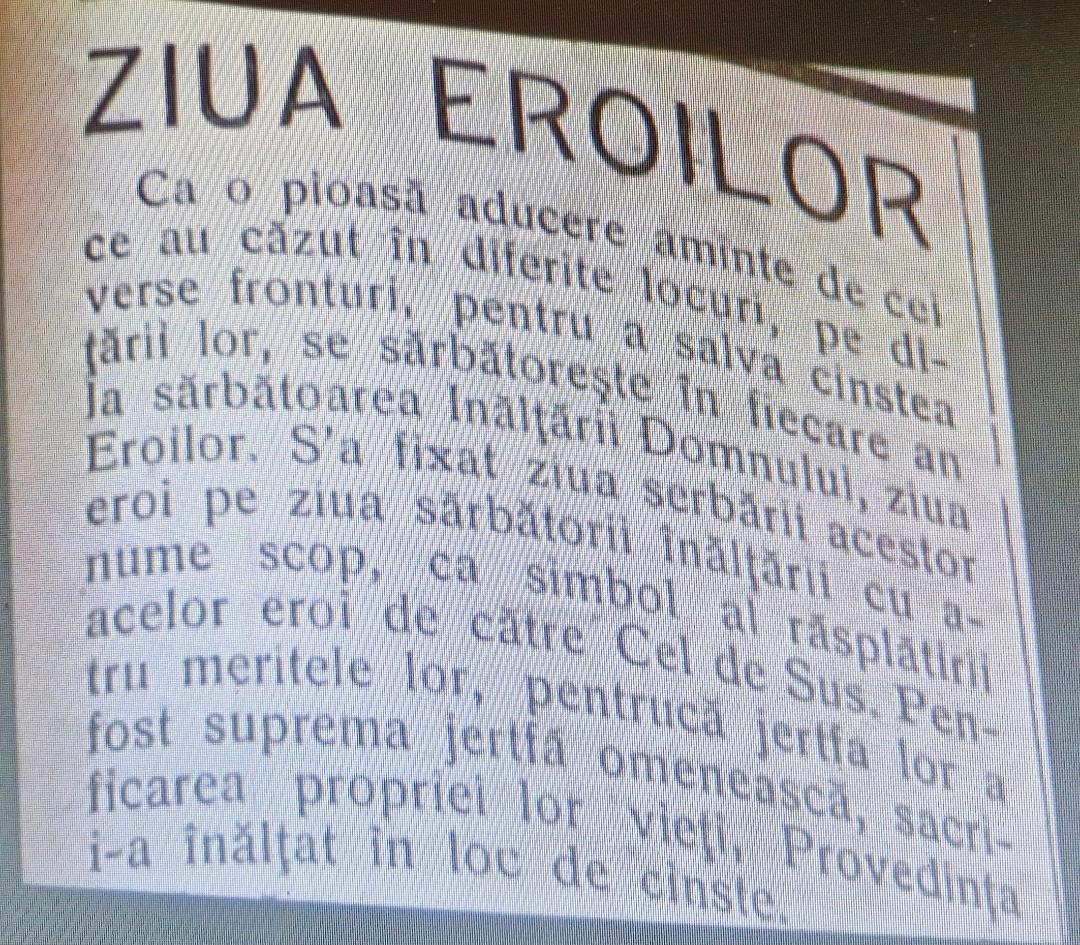 ZIUA EROILOR
Ca o pioasă aducere aminte de cei
ce au căzut în diferite locuri, pe di-
verse fronturi, pentru a salva cinstea
țării lor, se sărbătorește în fiecare an
la sărbătoarea Inălțării Domnului, ziua
Eroilor. S'a fixat ziua serbării acestor
eroi pe ziua sărbătorii înălțării cu a-
nume scop, ca simbol al răsplătirii
acelor eroi de către Cel de Sus. Pen-
tru meritele lor, pentrucă jertfa lor a
fost suprema jertfă omenească, sacri-
ficarea propriei lor vieți, Provedința
i-a înălțat in loc de cinste.